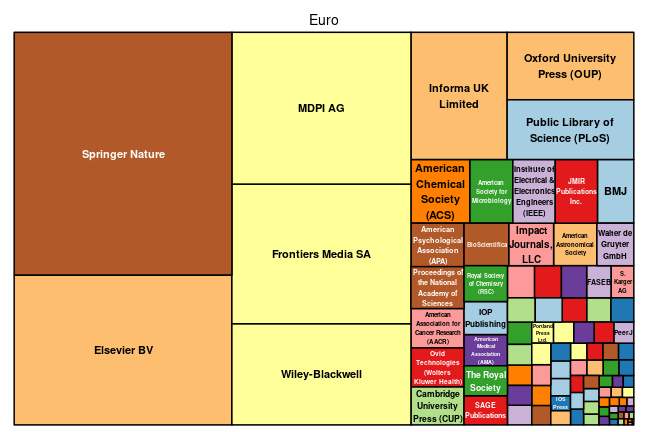 Euro
Springer Nature
Elsevier BV
MDPI AG
Frontiers Media SA
Wiley-Blackwell
Informa UK
Limited
Oxford University
Press (OUP)
Public Library of
Science (PLoS)
American
Chemical
Society
(ACS)
American
Society for
Microbiology
Institute of
Electrical &
Electronics
Engineers
(IEEE)
JMIR
Publications
Inc.
BMJ
American
Psychological
Association
(APA)
BioScientifica
Impact
Journals,
LLC
American
Astronomical
Society
Walter de
Gruyter
GmbH
Proceedings of
the National
Academy of
Sciences
Royal Society
of Chemistry
(RSC)
FASEB
S.
Karger
AG
American
Association for
Cancer Research
(AACR)
IOP
Publishing
Portland
Press
Ltd.
PeerJ
American
Medical
Association
(AMA)
Ovid
Technologies
(Wolters
Kluwer Health)
The Royal
Society
Cambridge
University
Press (CUP)
SAGE
Publications
IOS
Press